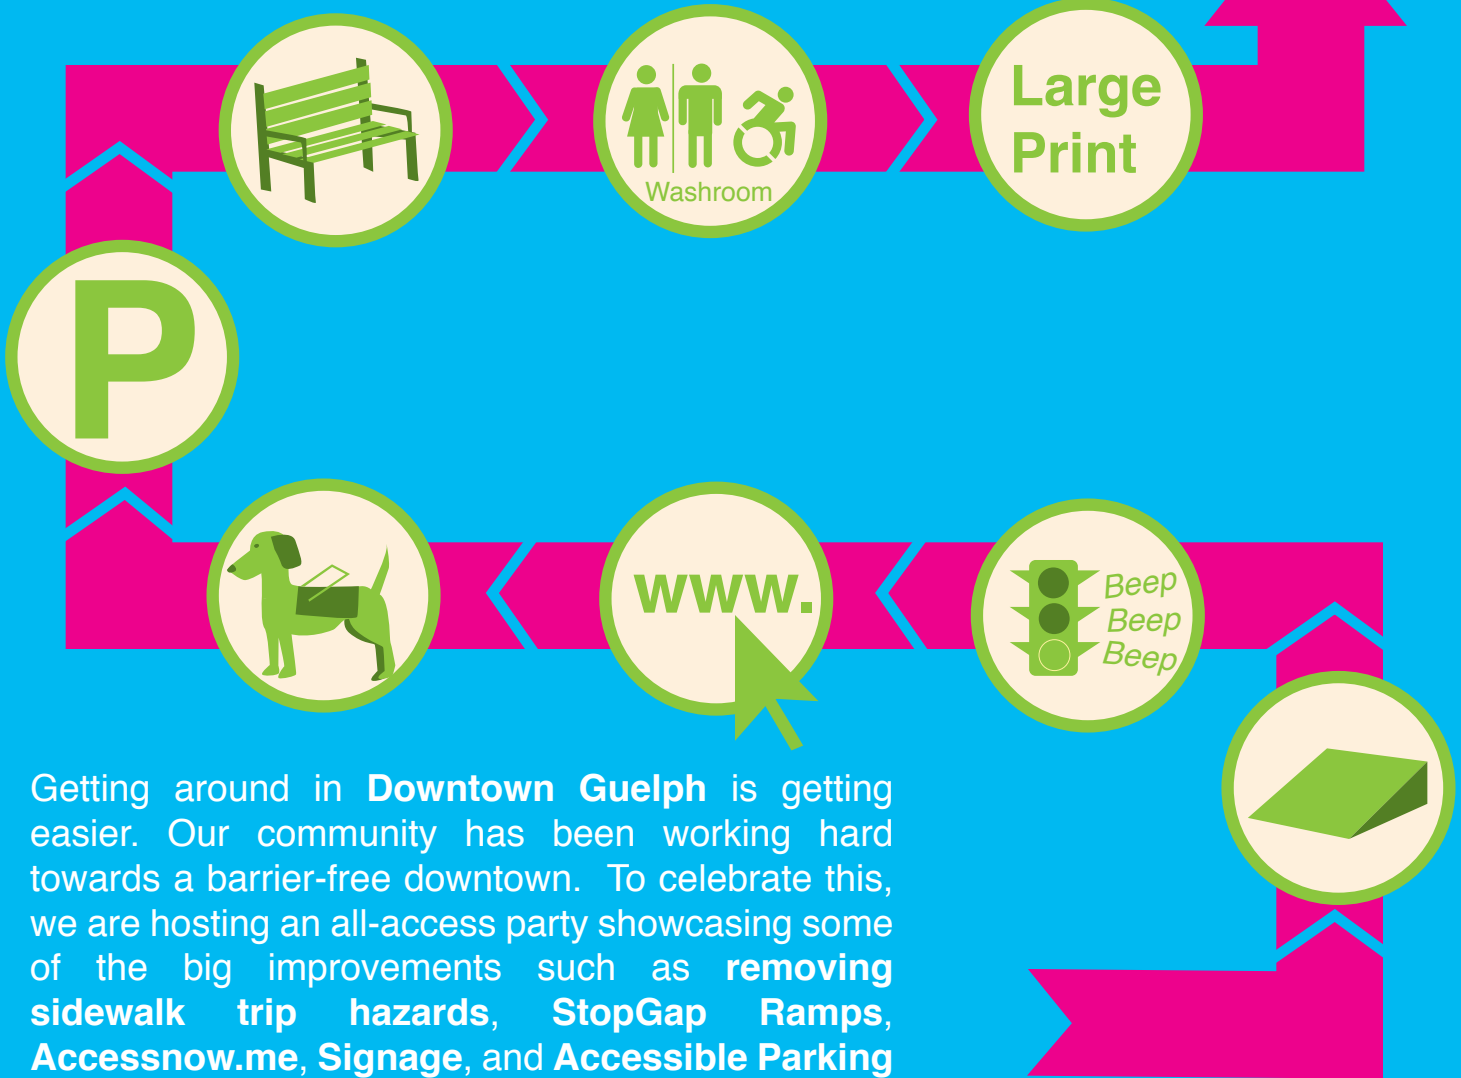 Large
Print
Washroom
P
www.
Beep
Beep
Beep
Getting around in Downtown Guelph is getting
easier. Our community has been working hard
towards a barrier-free downtown. To celebrate this,
we are hosting an all-access party showcasing some
of the big improvements such as removing
sidewalk trip hazards, StopGap Ramps,
Accessnow.me, Signage, and Accessible Parking